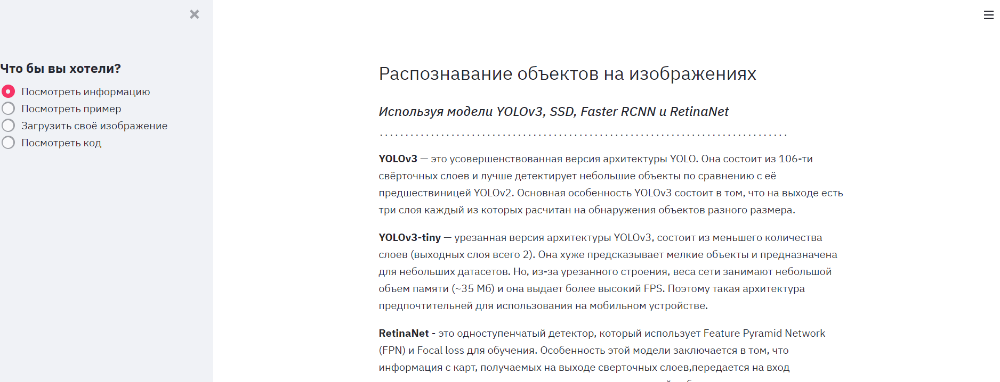 Что бы вы хотели?
Посмотреть информацию
Посмотреть пример
Загрузить своё изображение
Посмотреть код
Распознавание объектов на изображениях
Используя модели YOLOv3, SSD, Faster RCNN и RetinaNet
YOLOv3 — это усовершенствованная версия архитектуры YOLO. Она состоит из 106-ти
свёрточных слоев и лучше детектирует небольшие объекты по сравнению с её
предшествиницей YOLOv2. Основная особенность YOLOv3 состоит в том, что на выходе есть
три слоя каждый из которых расчитан на обнаружения объектов разного размера.
YOLOv3-tiny — урезанная версия архитектуры YOLOv3, состоит из меньшего количества
слоев (выходных слоя всего 2). Она хуже предсказывает мелкие объекты и предназначена
для небольших датасетов. Но, из-за урезанного строения, веса сети занимают небольшой
объем памяти (~35 Мб) и она выдает более высокий FPS. Поэтому такая архитектура
предпочтительней для использования на мобильном устройстве.
RetinaNet - это одноступенчатый детектор, который использует Feature Pyramid Network
(FPN) и Focal loss для обучения. Особенность этой модели заключается в том, что
информация с карт, получаемых на выходе сверточных слоев,передается на вход